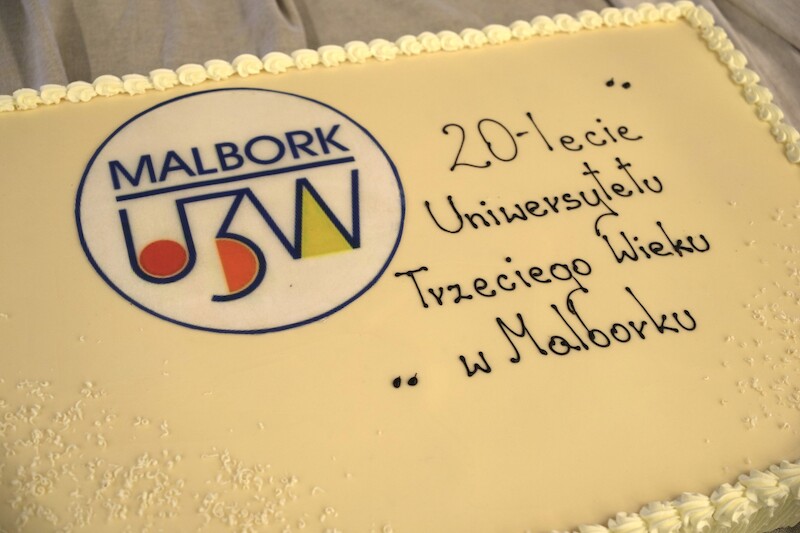 MALBORK
U3W
20-lecie
Uniwersytetu
Trzeciego Wieku
w Malborku